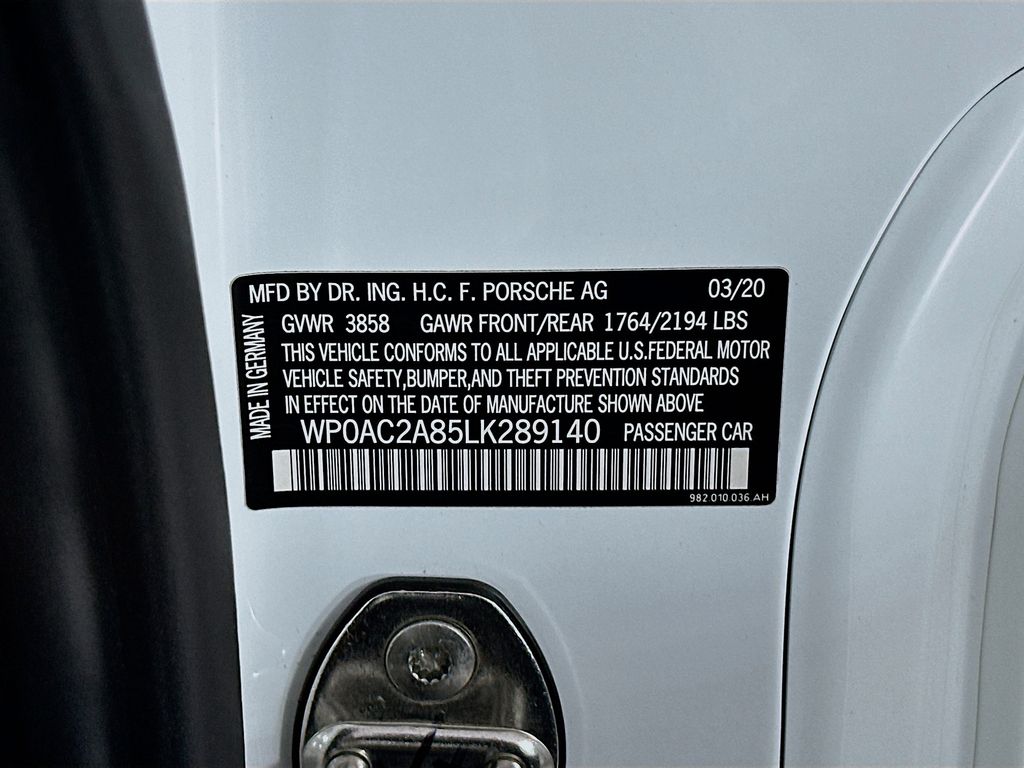 MFD BY DR. ING. H.C. F. PORSCHE AG 03/20
GVWR 3858 GAWR FRONT/REAR 1764/2194 LBS
THIS VEHICLE CONFORMS TO ALL APPLICABLE U.S.FEDERAL MOTOR
VEHICLE SAFETY,BUMPER,AND THEFT PREVENTION STANDARDS
IN EFFECT ON THE DATE OF MANUFACTURE SHOWN ABOVE
WP0AC2A85LK289140 PASSENGER CAR
982 010 036 AH
MADE IN GERMANY